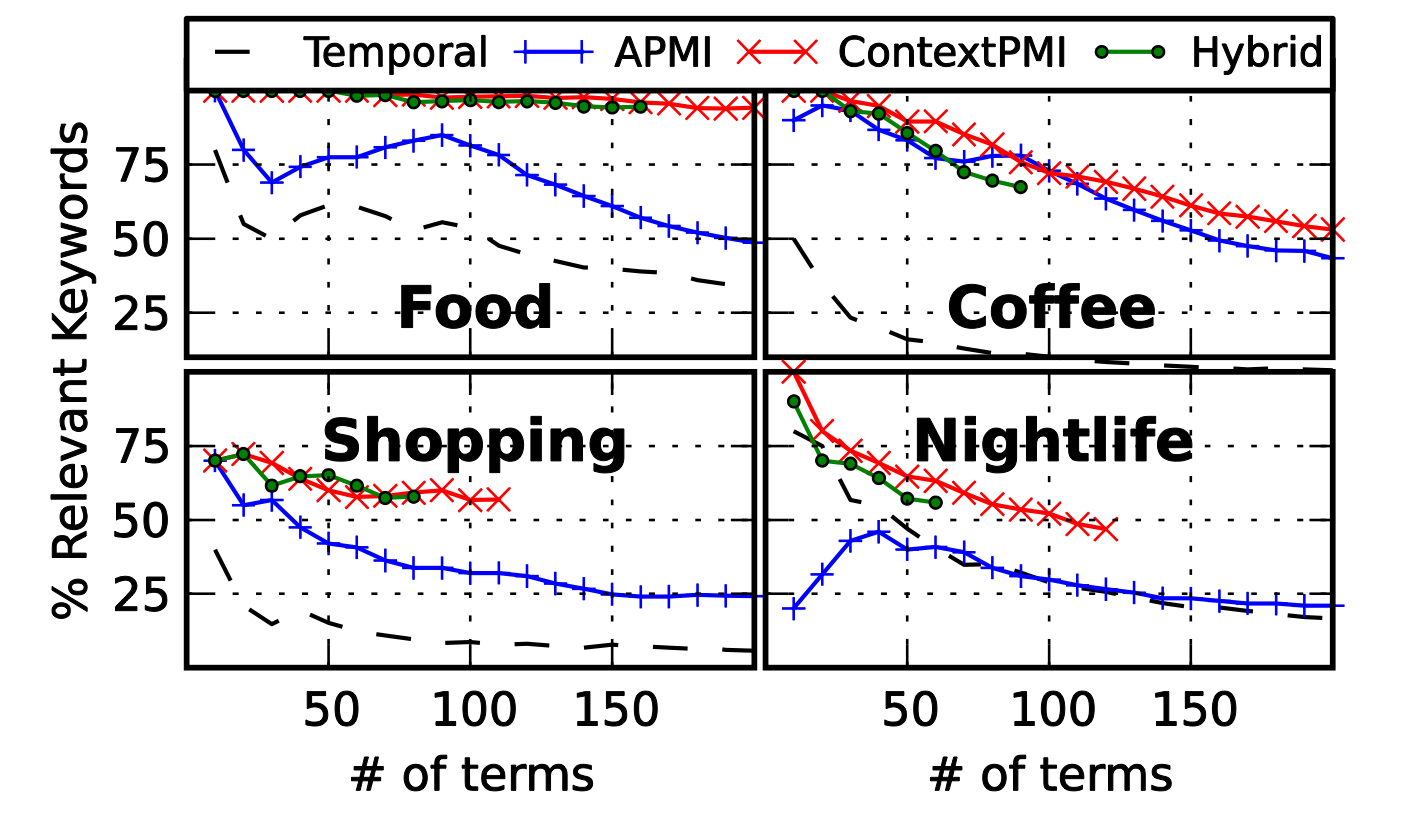 Temporal APMI ContextPMI Hybrid
% Relevant Keywords
75
50
25
Food
Coffee
75
50
25
Shopping
Nightlife
50 100 150
50 100 150
# of terms
# of terms